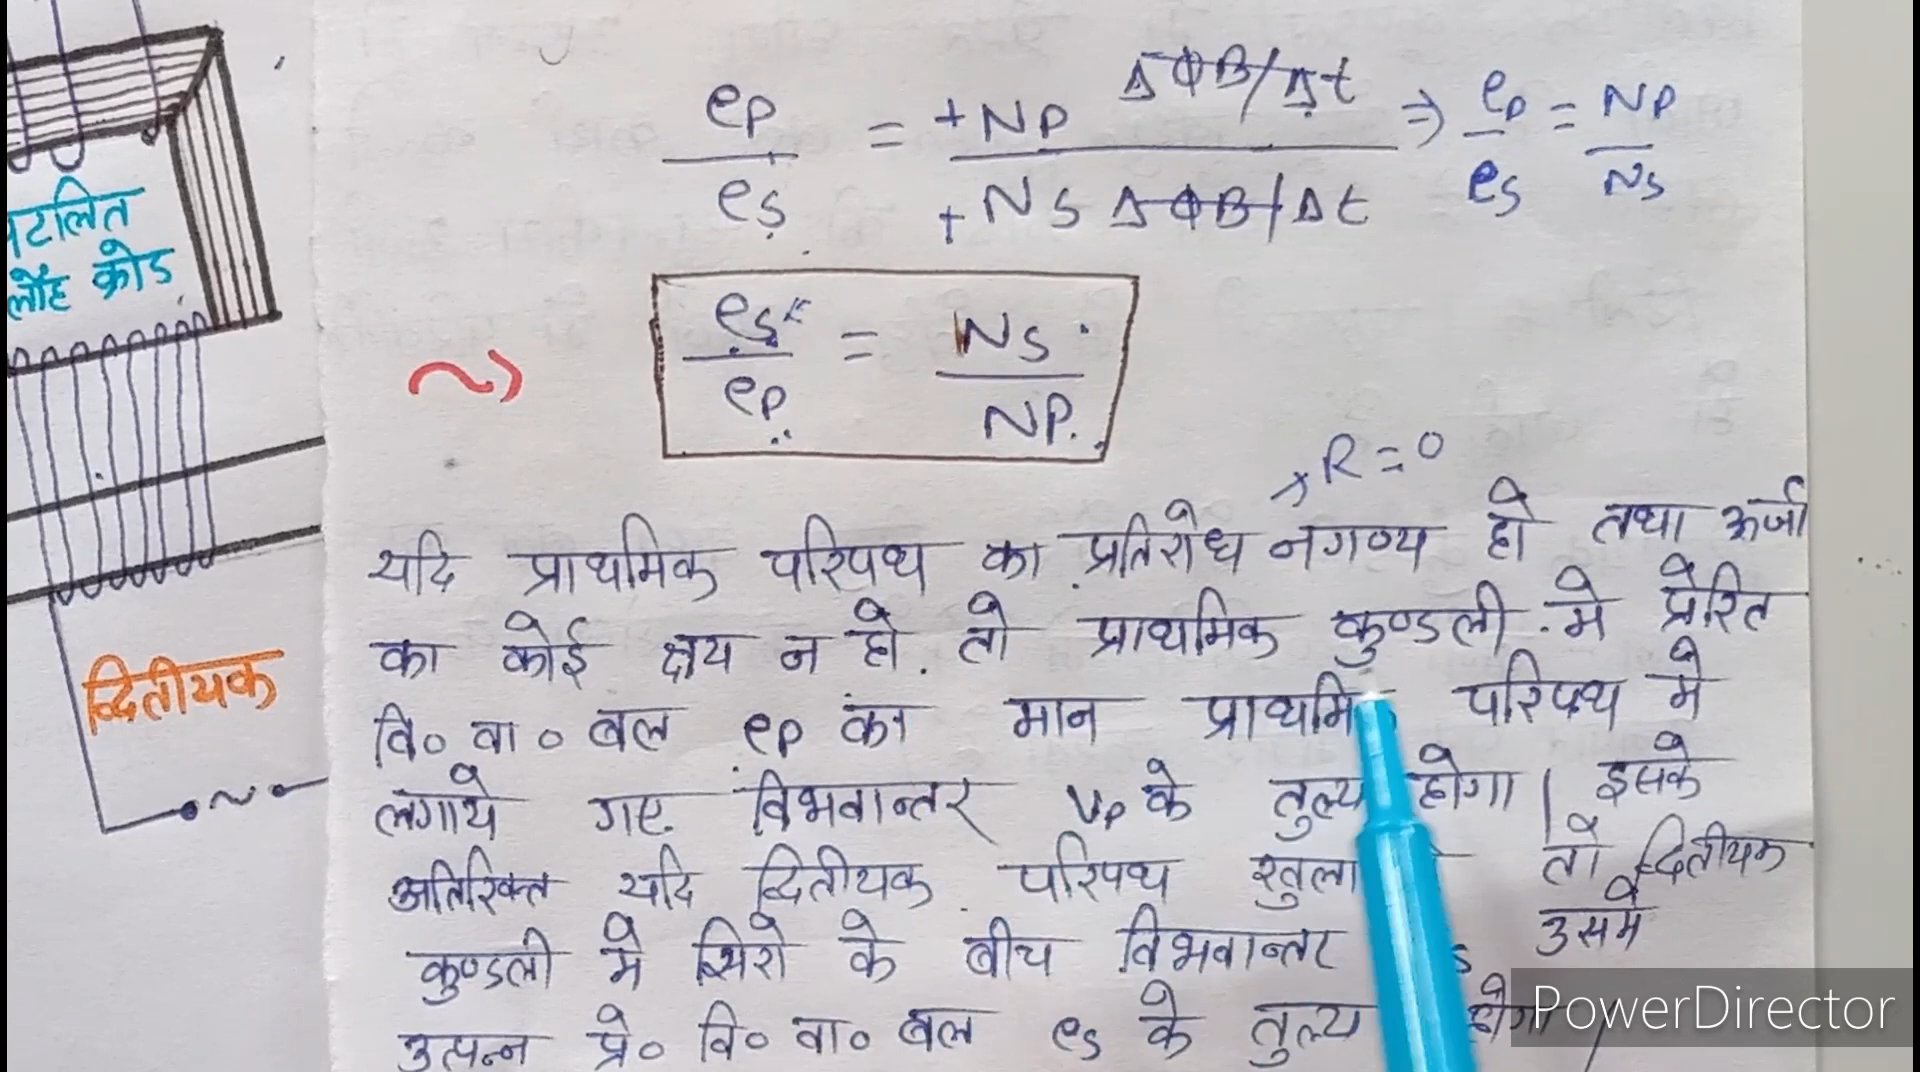 पटलित
लौह क्रोड
द्वितीयक
eP / eS = +NP ΔΦB/Δt / +NS ΔΦB/Δt ⇒ eP / eS = NP / NS
eS / eP = NS / NP
R = 0
यदि प्राथमिक परिपथ का प्रतिरोध नगण्य हो तथा ऊर्जा
का कोई क्षय न हो. तो प्राथमिक कुण्डली में प्रेरित
वि० वा० बल eP का मान परिपथ मे
लगाये गए विभवान्तर VP के तुल्य होगा। इसके
अतिरिक्त यदि द्वितीयक परिपथ तो द्वितीयक
कुण्डली मे सिरो के बीच विभवान्तर उसमे
उत्पन्न प्रे० वि० वा० बल eS के तुल्य
PowerDirector